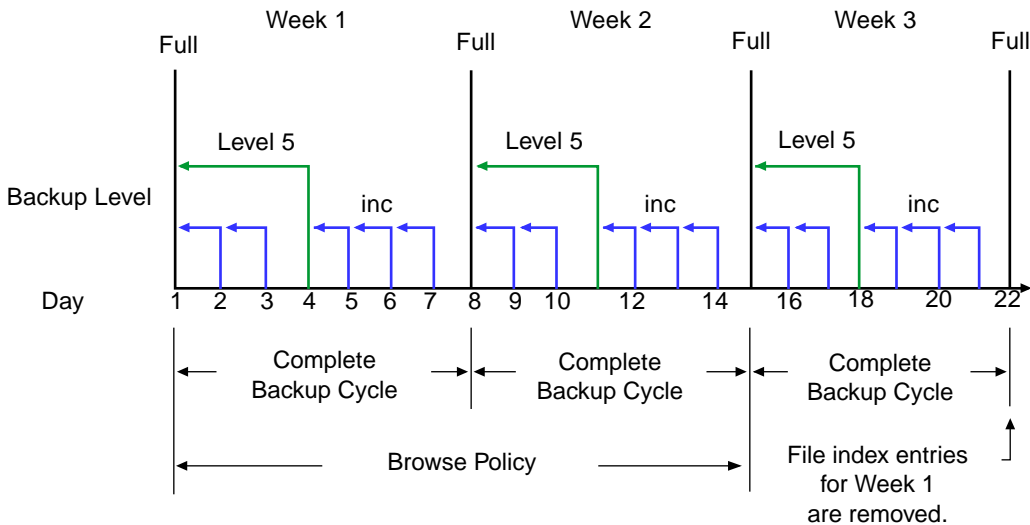 Week 1 Week 2 Week 3
Full Full Full Full
Level 5 Level 5 Level 5
Backup Level
inc inc inc
Day 1 2 3 4 5 6 7 8 9 10 12 14 16 18 20 22
Complete Complete Complete
Backup Cycle Backup Cycle Backup Cycle
Browse Policy
File index entries
for Week 1
are removed.